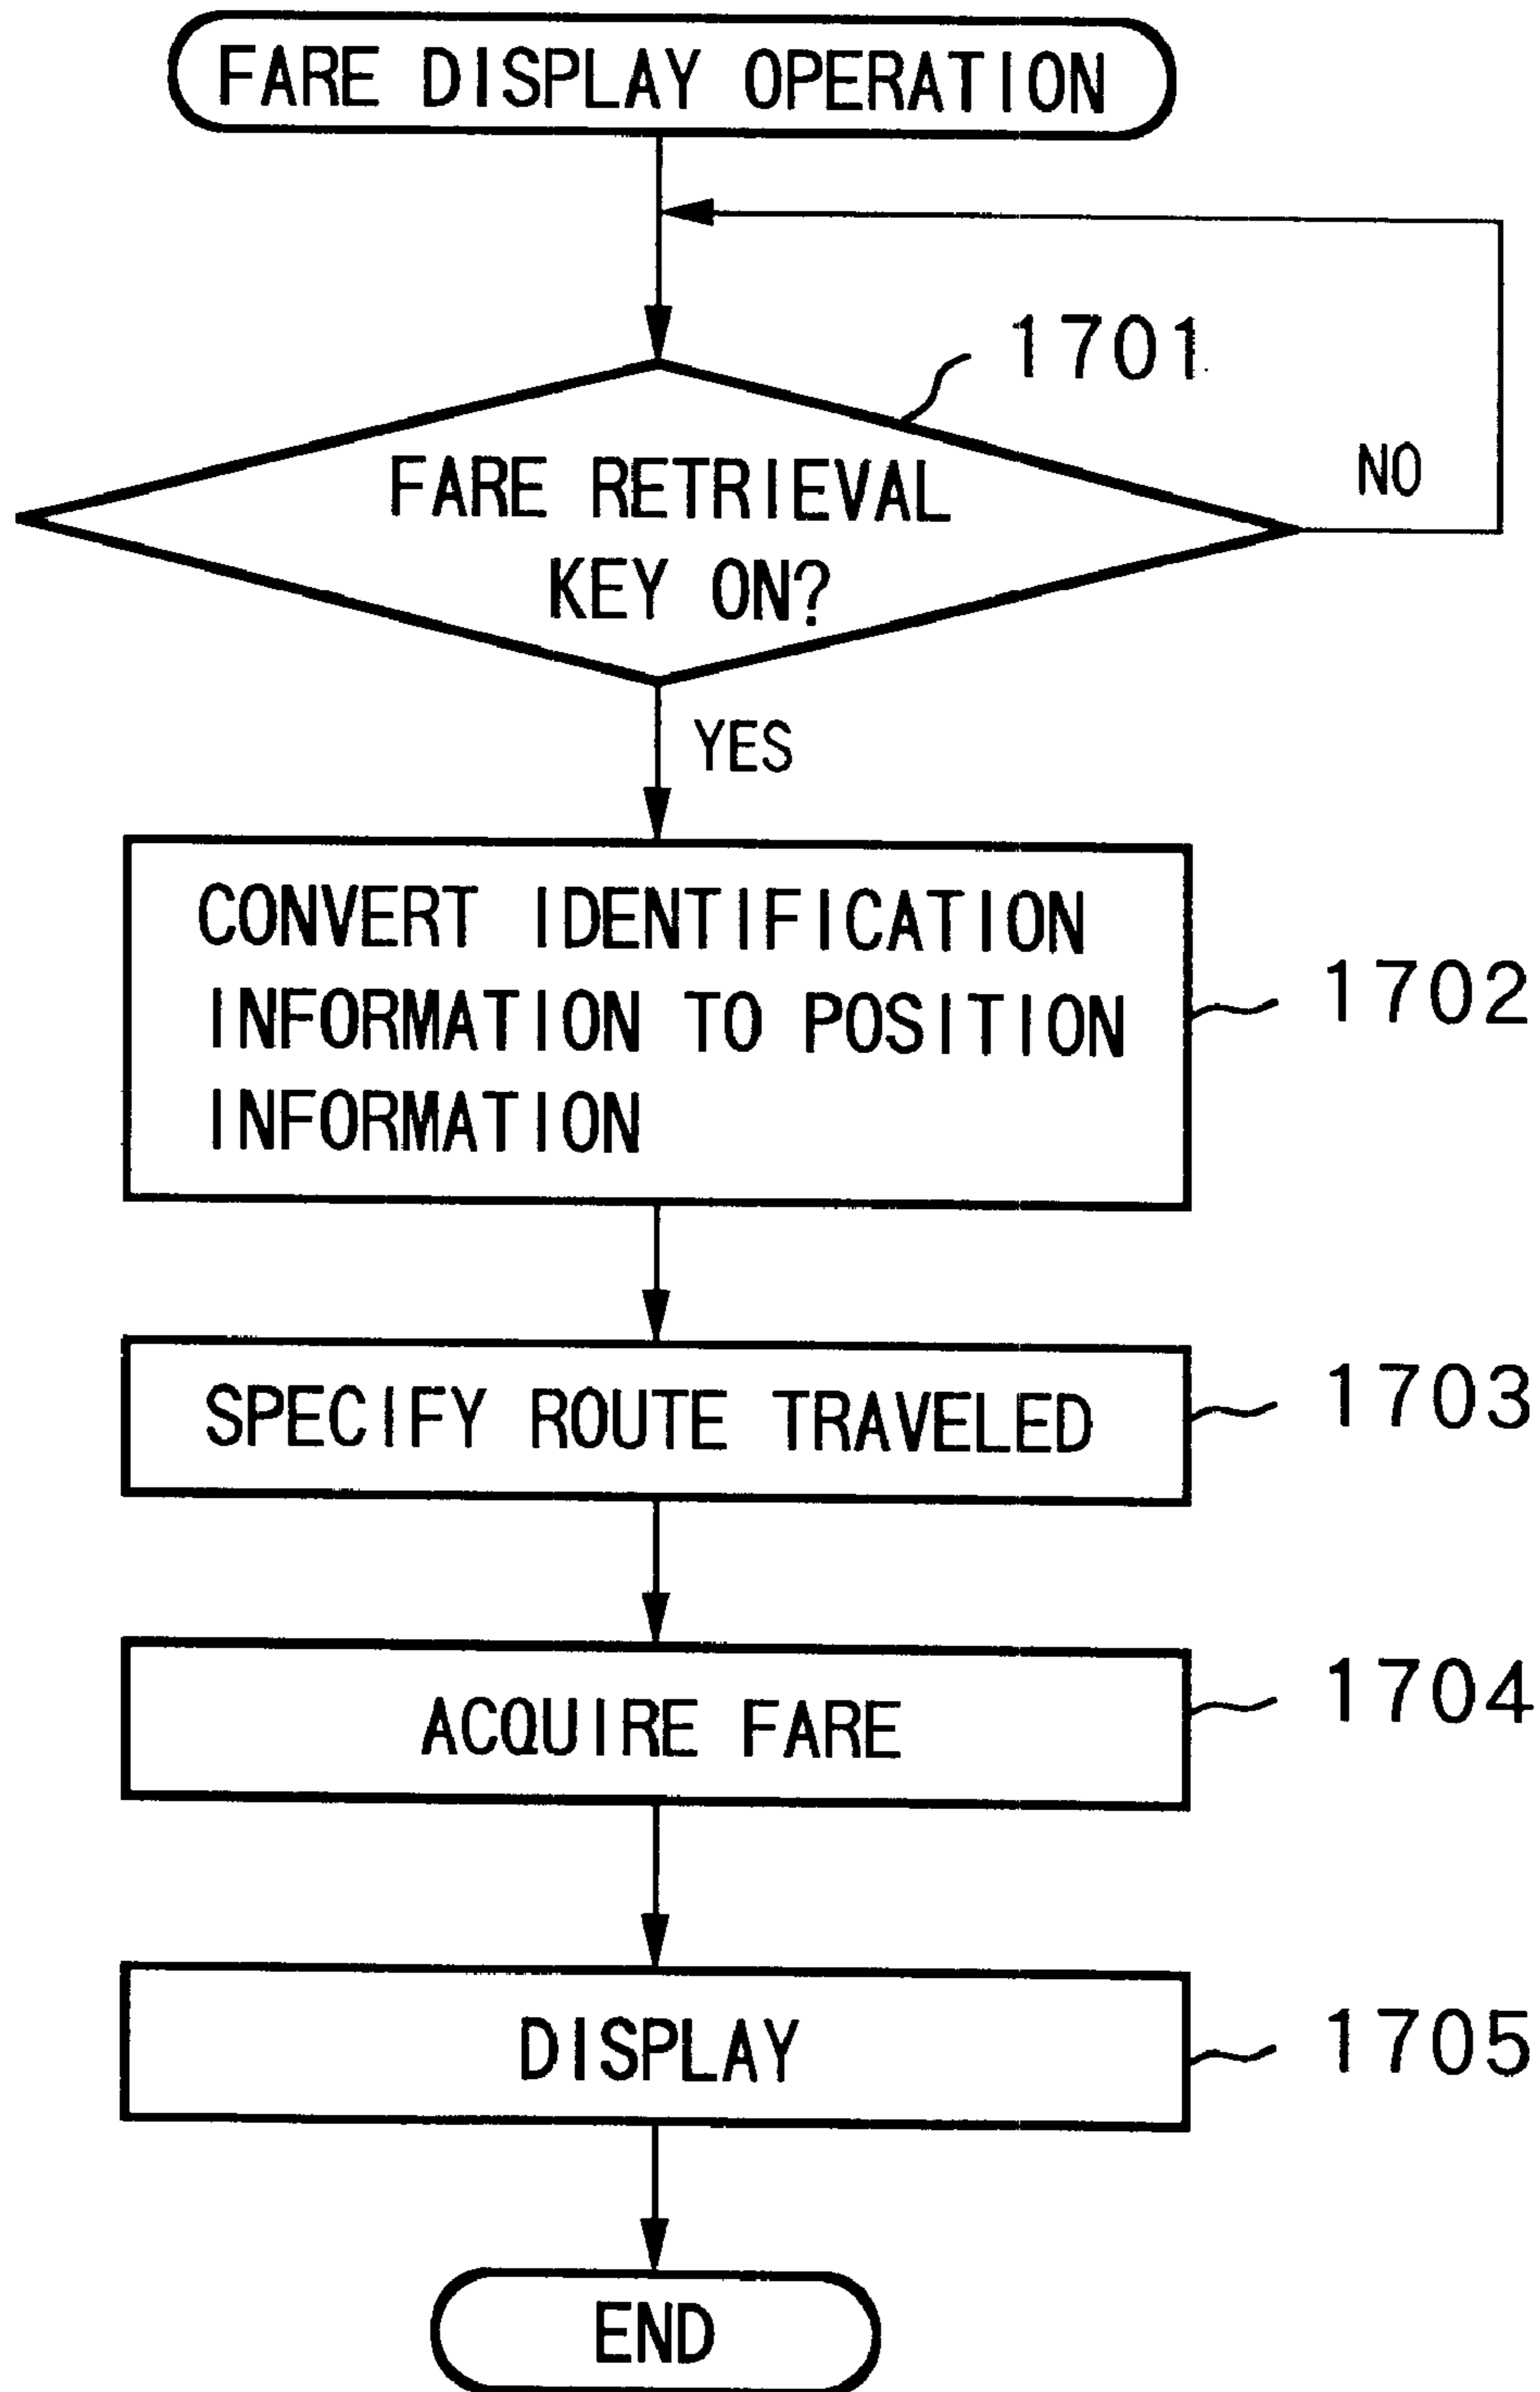 FARE DISPLAY OPERATION
1701
FARE RETRIEVAL
KEY ON?
NO
YES
CONVERT IDENTIFICATION
INFORMATION TO POSITION
INFORMATION
1702
SPECIFY ROUTE TRAVELED
1703
ACQUIRE FARE
1704
DISPLAY
1705
END